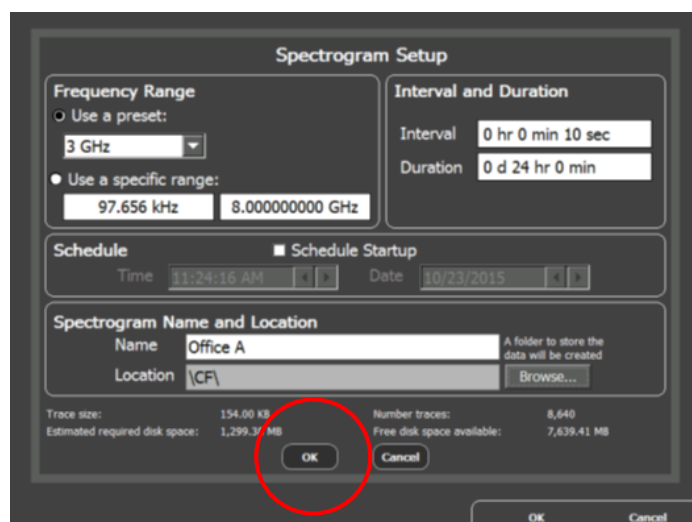 Spectrogram Setup
Frequency Range
Use a preset:
3 GHz
Use a specific range:
97.656 kHz 8.000000000 GHz
Interval and Duration
Interval 0 hr 0 min 10 sec
Duration 0 d 24 hr 0 min
Schedule Schedule Startup
Time 11:24:16 AM Date 10/23/2015
Spectrogram Name and Location
Name Office A
A folder to store the
data will be created
Location \CF\ Browse...
Trace size: 154.00 KB Number traces: 8,640
Estimated required disk space: 1,299.38 MB Free disk space available: 7,639.41 MB
OK Cancel
OK Cancel